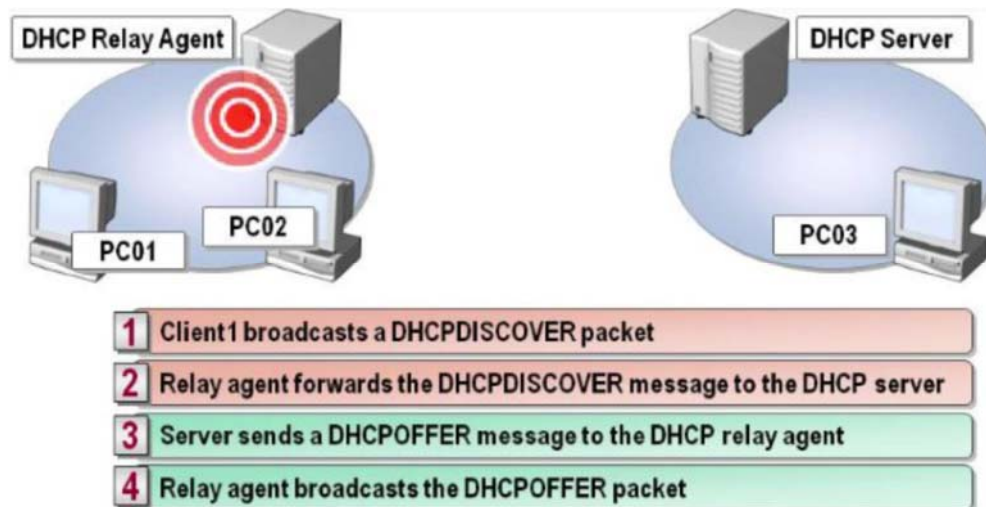 DHCP Relay Agent
DHCP Server
PC01
PC02
PC03
1 Client1 broadcasts a DHCPDISCOVER packet
2 Relay agent forwards the DHCPDISCOVER message to the DHCP server
3 Server sends a DHCPOFFER message to the DHCP relay agent
4 Relay agent broadcasts the DHCPOFFER packet